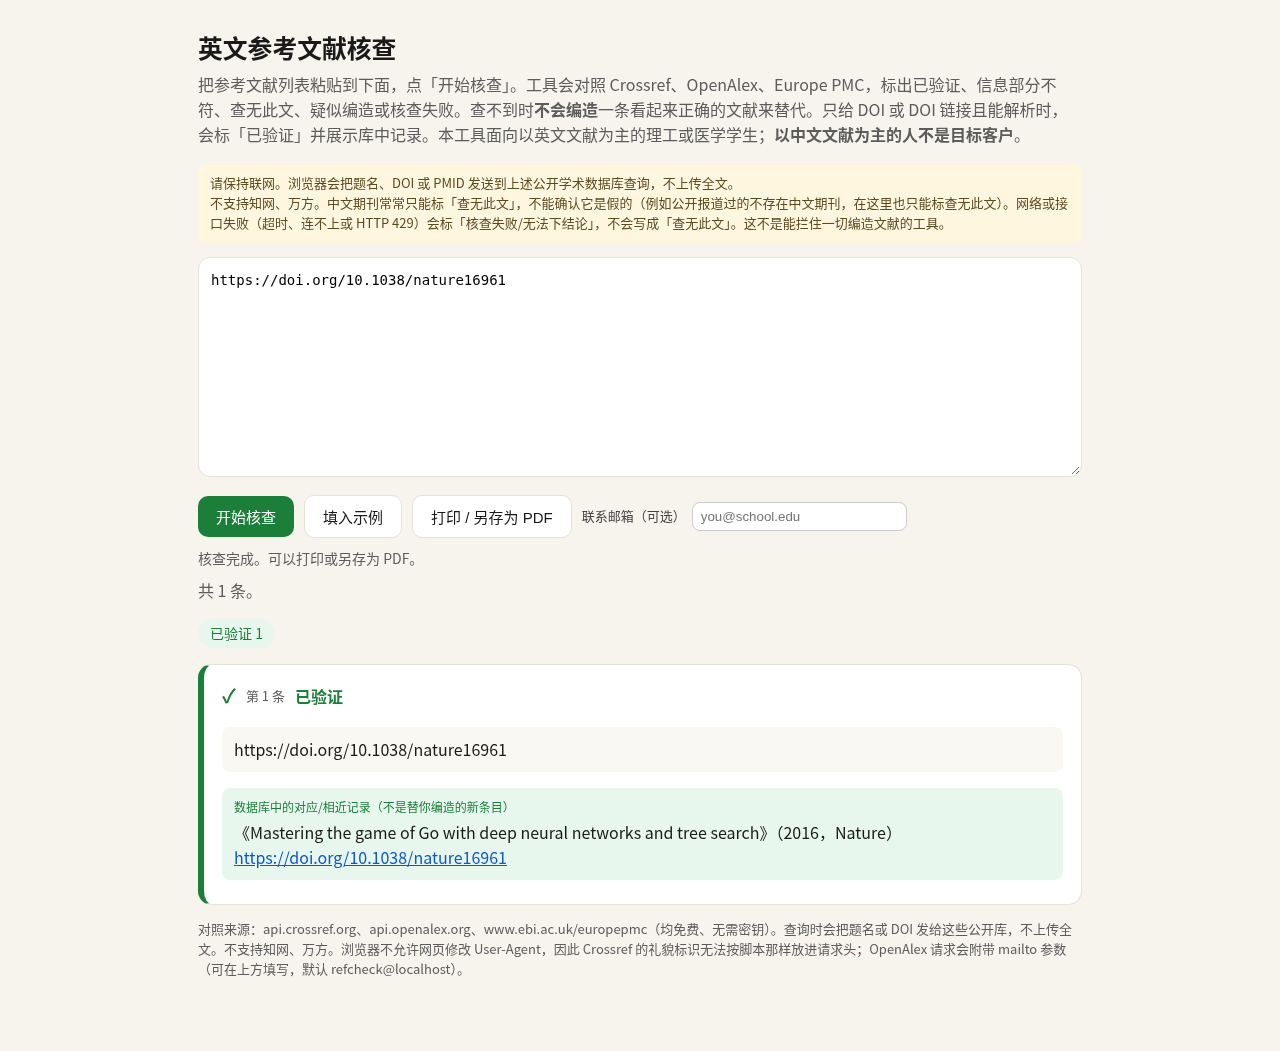 英文参考文献核查
把参考文献列表粘贴到下面，点「开始核查」。工具会对照 Crossref、OpenAlex、Europe PMC，标出已验证、信息部分不
符、查无此文、疑似编造或核查失败。查不到时不会编造一条看起来正确的文献来替代。只给 DOI 或 DOI 链接且能解析时，
会标「已验证」并展示库中记录。本工具面向以英文文献为主的理工或医学学生；以中文文献为主的人不是目标客户。
请保持联网。浏览器会把题名、DOI 或 PMID 发送到上述公开学术数据库查询，不上传全文。
不支持知网、万方。中文期刊常常只能标「查无此文」，不能确认它是假的（例如公开报道过的不存在中文期刊，在这里也只能标查无此文）。网络或接
口失败（超时、连不上或 HTTP 429）会标「核查失败/无法下结论」，不会写成「查无此文」。这不是能拦住一切编造文献的工具。
https://doi.org/10.1038/nature16961
开始核查 填入示例 打印 / 另存为 PDF 联系邮箱（可选） you@school.edu
核查完成。可以打印或另存为 PDF。
共 1 条。
已验证 1
✓ 第 1 条 已验证
https://doi.org/10.1038/nature16961
数据库中的对应/相近记录（不是替你编造的新条目）
《Mastering the game of Go with deep neural networks and tree search》（2016，Nature）
https://doi.org/10.1038/nature16961
对照来源：api.crossref.org、api.openalex.org、www.ebi.ac.uk/europepmc（均免费、无需密钥）。查询时会把题名或 DOI 发给这些公开库，不上传全
文。不支持知网、万方。浏览器不允许网页修改 User-Agent，因此 Crossref 的礼貌标识无法按脚本那样放进请求头；OpenAlex 请求会附带 mailto 参数
（可在上方填写，默认 refcheck@localhost）。